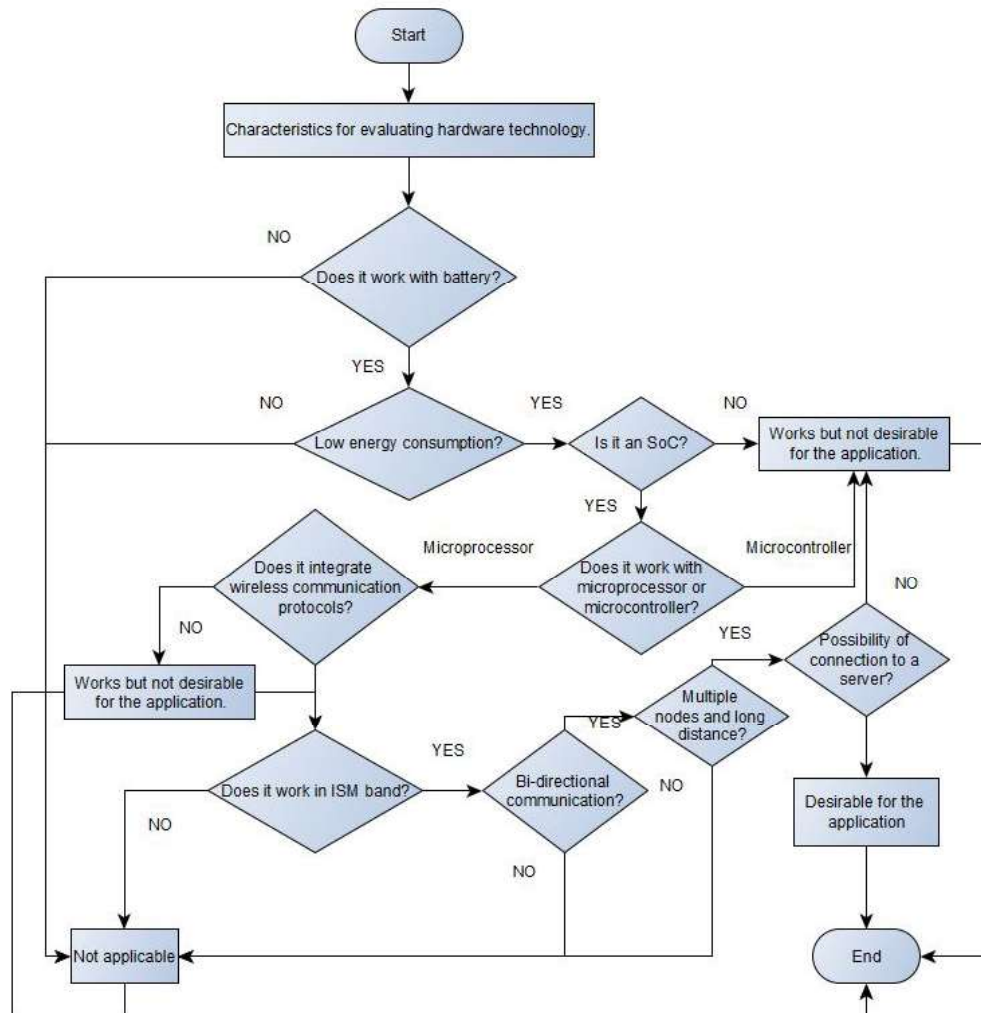 Start
Characteristics for evaluating hardware technology.
NO
Does it work with battery?
YES
NO
Low energy consumption?
YES
Is it an SoC?
NO
Works but not desirable
for the application.
YES
Microprocessor
Does it work with
microprocessor or
microcontroller?
Microcontroller
Does it integrate
wireless communication
protocols?
NO
Works but not desirable
for the application.
NO
YES
Possibility of
connection to a
server?
Multiple
nodes and long
distance?
YES
Does it work in ISM band?
YES
Bi-directional
communication?
NO
NO
NO
Desirable for the
application
Not applicable
End